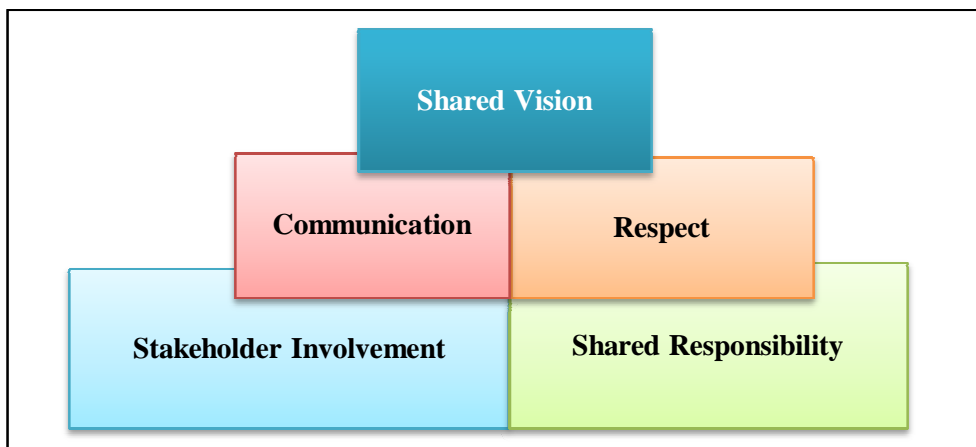 Shared Vision
Communication
Respect
Stakeholder Involvement
Shared Responsibility